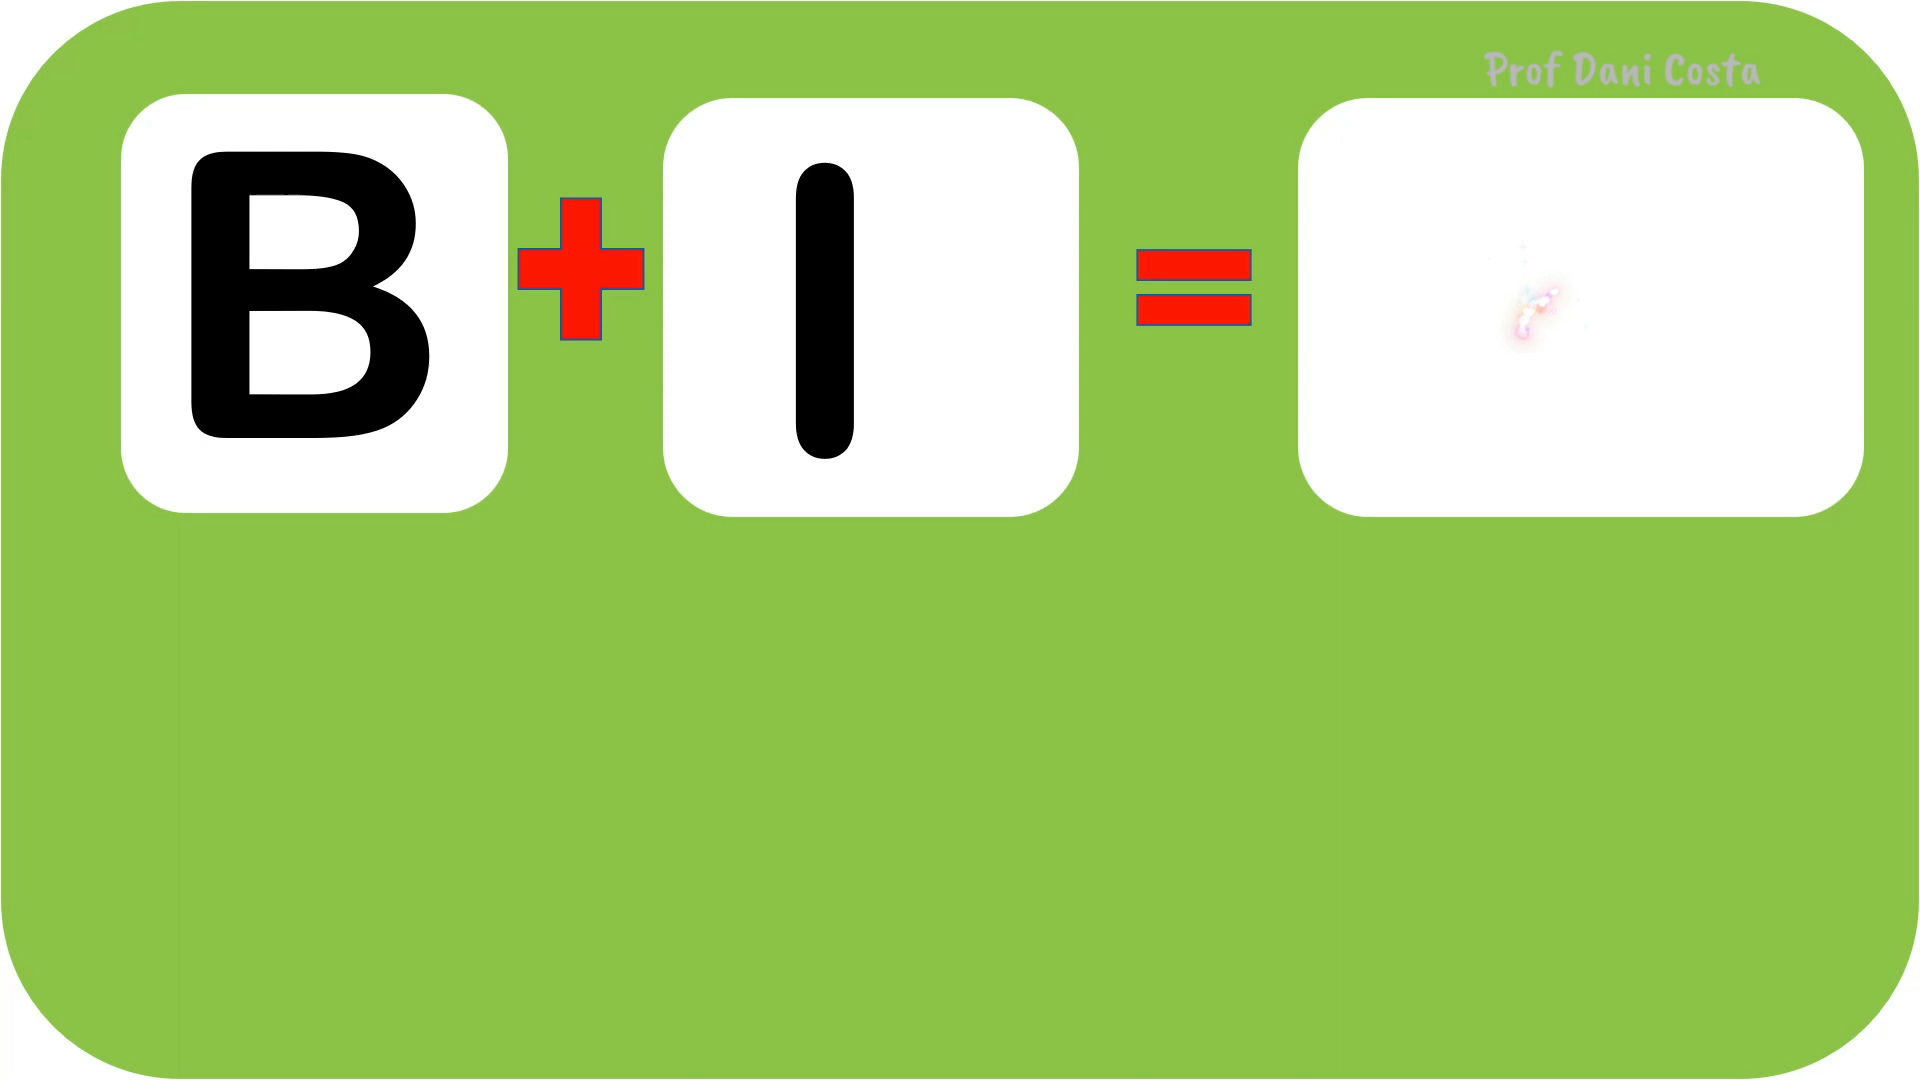 Prof Dani Costa
B + I =